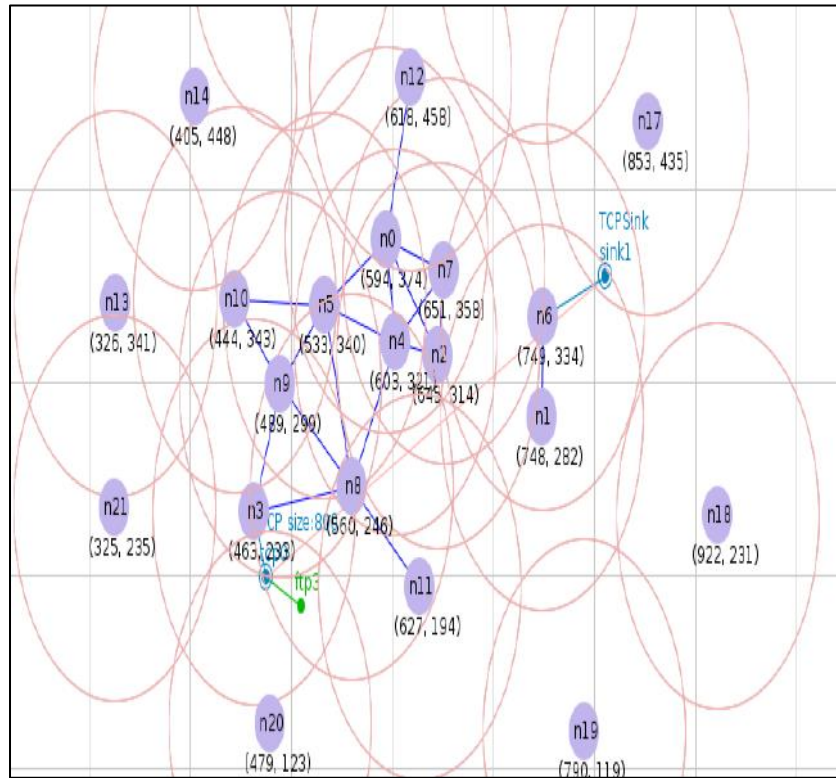 n12
(618, 458)
n14
(405, 448)
n17
(853, 435)
TCPSink
sink1
n0
(594, 374)
n7
(651, 358)
n10
(444, 343)
n5
(533, 340)
n13
(326, 341)
n6
(749, 334)
n4
(603, 321)
n2
(645, 314)
n9
(489, 299)
n1
(748, 282)
n8
(560, 246)
n3
(463, 233)
CP size:800
n21
(325, 235)
n18
(922, 231)
ftp3
n11
(627, 194)
n20
(479, 123)
n19
(790, 119)